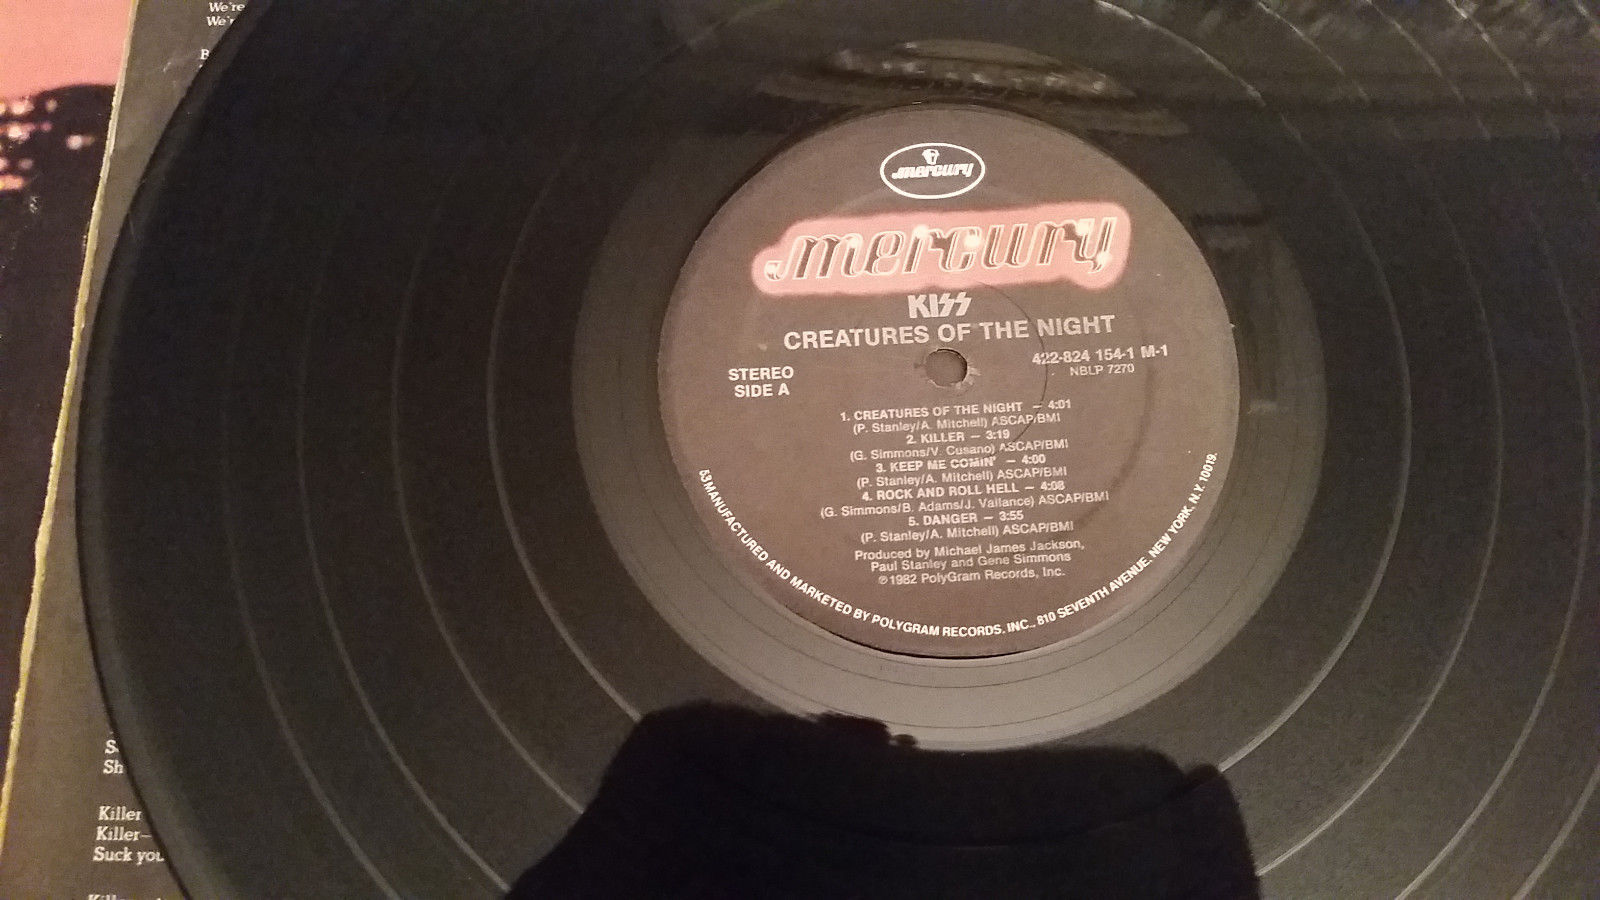 We're
mercury
mercury
KISS
CREATURES OF THE NIGHT
STEREO
SIDE A
422-824 154-1 M-1
NBLP 7270
1. CREATURES OF THE NIGHT – 4:01
(P. Stanley/A. Mitchell) ASCAP/BMI
2. KILLER – 3:19
(G. Simmons/V. Cusano) ASCAP/BMI
3. KEEP ME COMIN' – 4:00
(P. Stanley/A. Mitchell) ASCAP/BMI
4. ROCK AND ROLL HELL – 4:08
(G. Simmons/B. Adams/J. Vallance) ASCAP/BMI
5. DANGER – 3:55
(P. Stanley/A. Mitchell) ASCAP/BMI
Produced by Michael James Jackson,
Paul Stanley and Gene Simmons
℗1982 PolyGram Records, Inc.
53 MANUFACTURED AND MARKETED BY POLYGRAM RECORDS, INC., 810 SEVENTH AVENUE, NEW YORK, N.Y. 10019.
Killer
Killer–
Suck